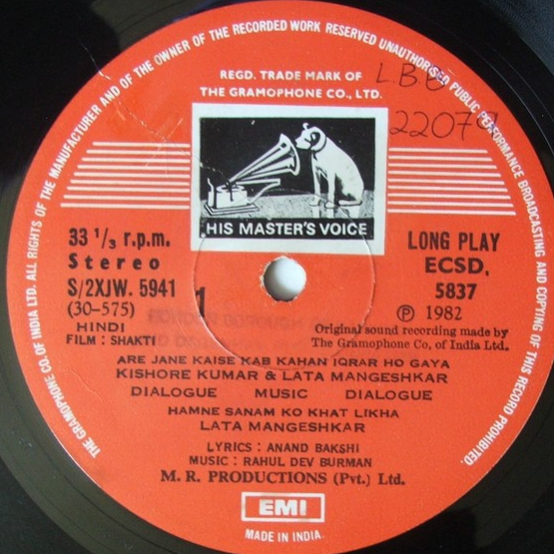 THE GRAMOPHONE CO. OF INDIA LTD. ALL RIGHTS OF THE MANUFACTURER AND OF THE OWNER OF THE RECORDED WORK RESERVED UNAUTHORISED PUBLIC PERFORMANCE BROADCASTING AND COPYING OF THIS RECORD PROHIBITED.
REGD. TRADE MARK OF
THE GRAMOPHONE CO., LTD.
L.B.B
HIS MASTER'S VOICE
33 1/3 r.p.m.
Stereo
S/2XJW. 5941
(30-575)
HINDI
FILM : SHAKTI
1
LONG PLAY
ECSD.
5837
Ⓟ 1982
Original sound recording made by
The Gramophone Co. of India Ltd.
ARE JANE KAISE KAB KAHAN IQRAR HO GAYA
KISHORE KUMAR & LATA MANGESHKAR
DIALOGUE MUSIC DIALOGUE
HAMNE SANAM KO KHAT LIKHA
LATA MANGESHKAR
LYRICS : ANAND BAKSHI
MUSIC : RAHUL DEV BURMAN
M. R. PRODUCTIONS (Pvt.) Ltd.
EMI
MADE IN INDIA.